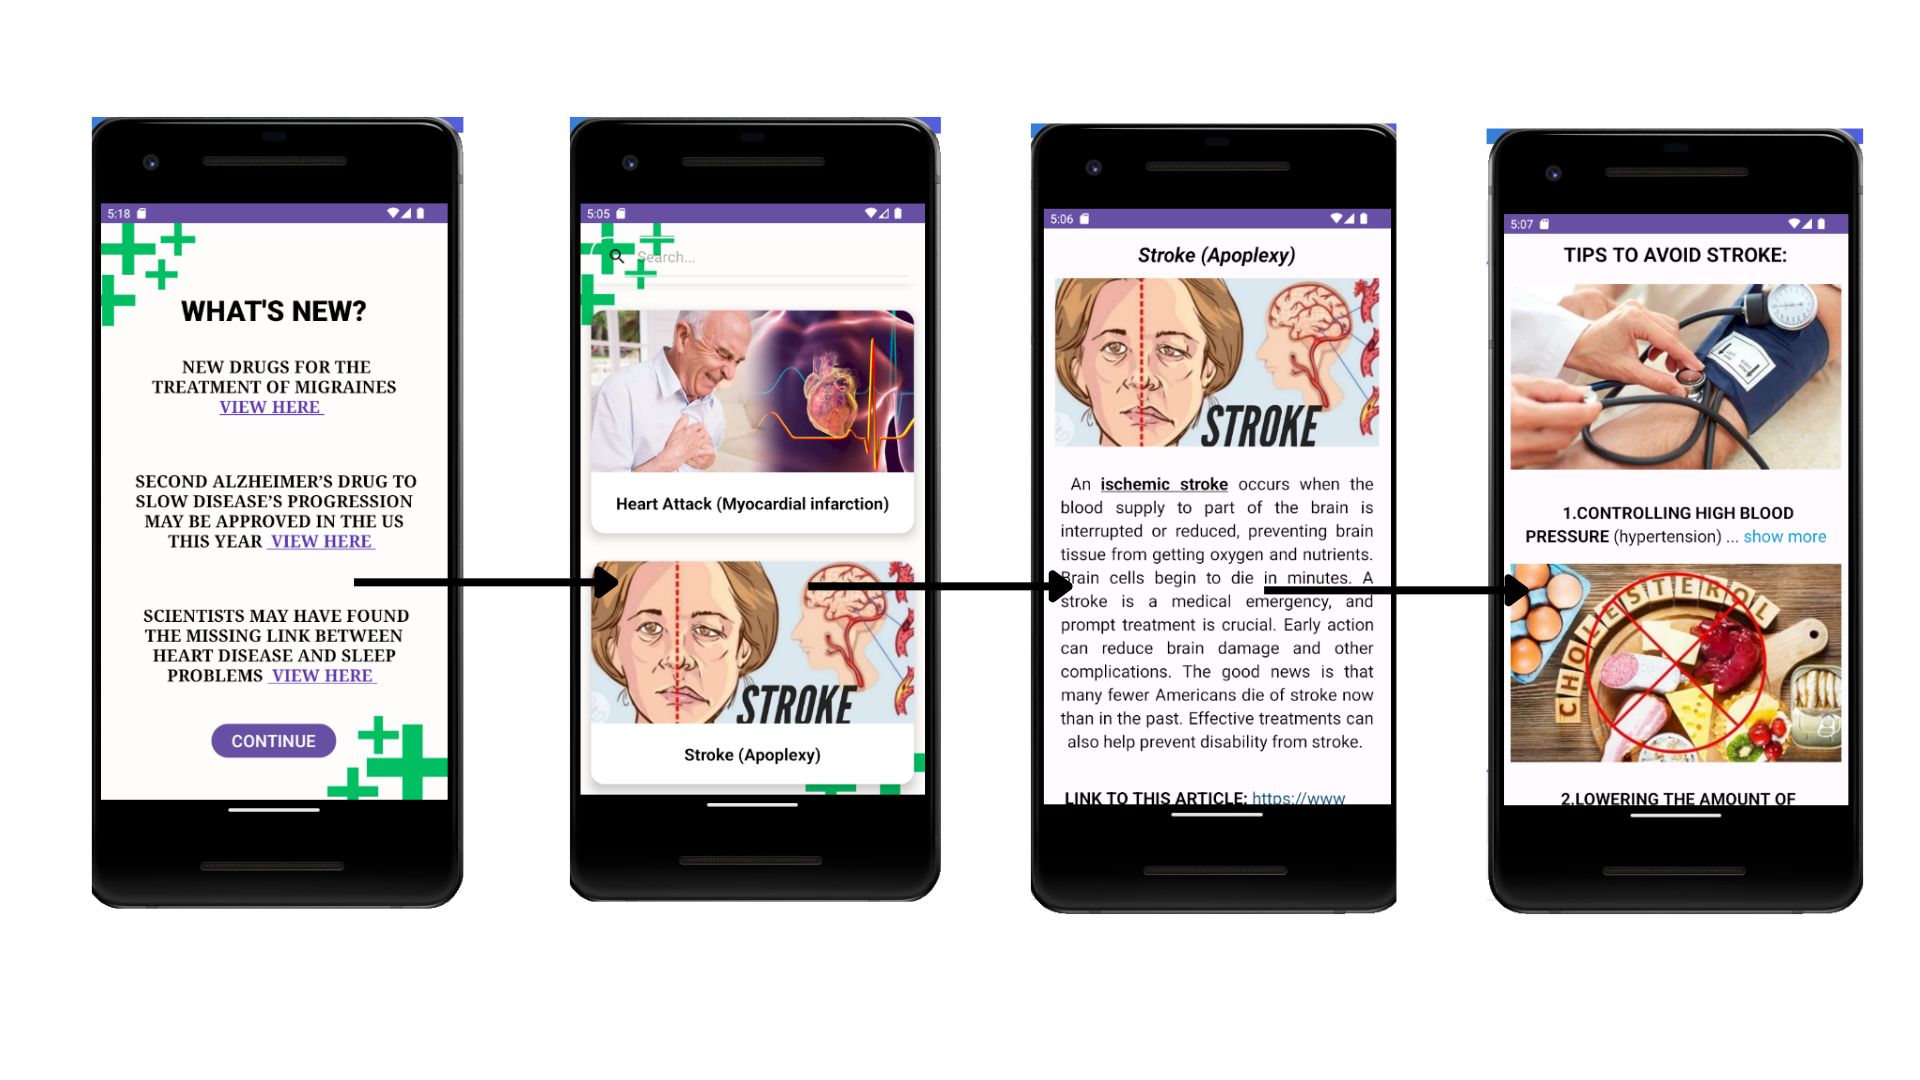 5:18
WHAT'S NEW?
NEW DRUGS FOR THE
TREATMENT OF MIGRAINES
VIEW HERE
SECOND ALZHEIMER'S DRUG TO
SLOW DISEASE'S PROGRESSION
MAY BE APPROVED IN THE US
THIS YEAR VIEW HERE
SCIENTISTS MAY HAVE FOUND
THE MISSING LINK BETWEEN
HEART DISEASE AND SLEEP
PROBLEMS VIEW HERE
CONTINUE
5:05
Search...
Heart Attack (Myocardial infarction)
STROKE
Stroke (Apoplexy)
5:06
Stroke (Apoplexy)
STROKE
An ischemic stroke occurs when the
blood supply to part of the brain is
interrupted or reduced, preventing brain
tissue from getting oxygen and nutrients.
Brain cells begin to die in minutes. A
stroke is a medical emergency, and
prompt treatment is crucial. Early action
can reduce brain damage and other
complications. The good news is that
many fewer Americans die of stroke now
than in the past. Effective treatments can
also help prevent disability from stroke.
LINK TO THIS ARTICLE: https://www
5:07
TIPS TO AVOID STROKE:
1.CONTROLLING HIGH BLOOD
PRESSURE (hypertension) ... show more
CHOLESTEROL
2.LOWERING THE AMOUNT OF